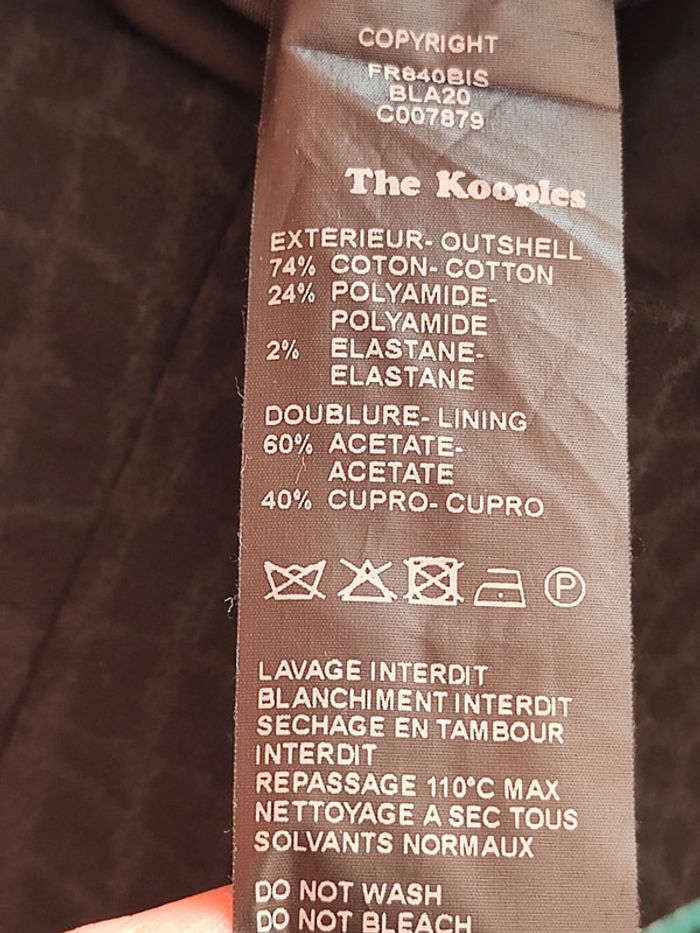 COPYRIGHT
FR840BIS
BLA20
C007879
The Kooples
EXTERIEUR- OUTSHELL
74% COTON- COTTON
24% POLYAMIDE-
POLYAMIDE
2% ELASTANE-
ELASTANE
DOUBLURE- LINING
60% ACETATE-
ACETATE
40% CUPRO- CUPRO
P
LAVAGE INTERDIT
BLANCHIMENT INTERDIT
SECHAGE EN TAMBOUR
INTERDIT
REPASSAGE 110°C MAX
NETTOYAGE A SEC TOUS
SOLVANTS NORMAUX
DO NOT WASH
DO NOT BLEACH